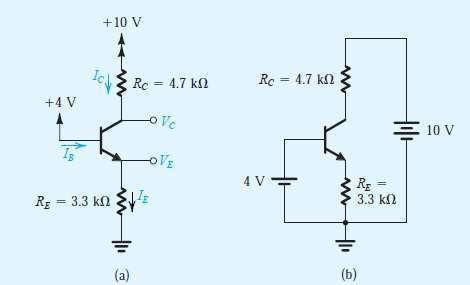 +10 V
I_C
R_C = 4.7 kΩ
+4 V
V_C
I_B
V_E
R_E = 3.3 kΩ
I_E
(a)
R_C = 4.7 kΩ
10 V
4 V
R_E =
3.3 kΩ
(b)